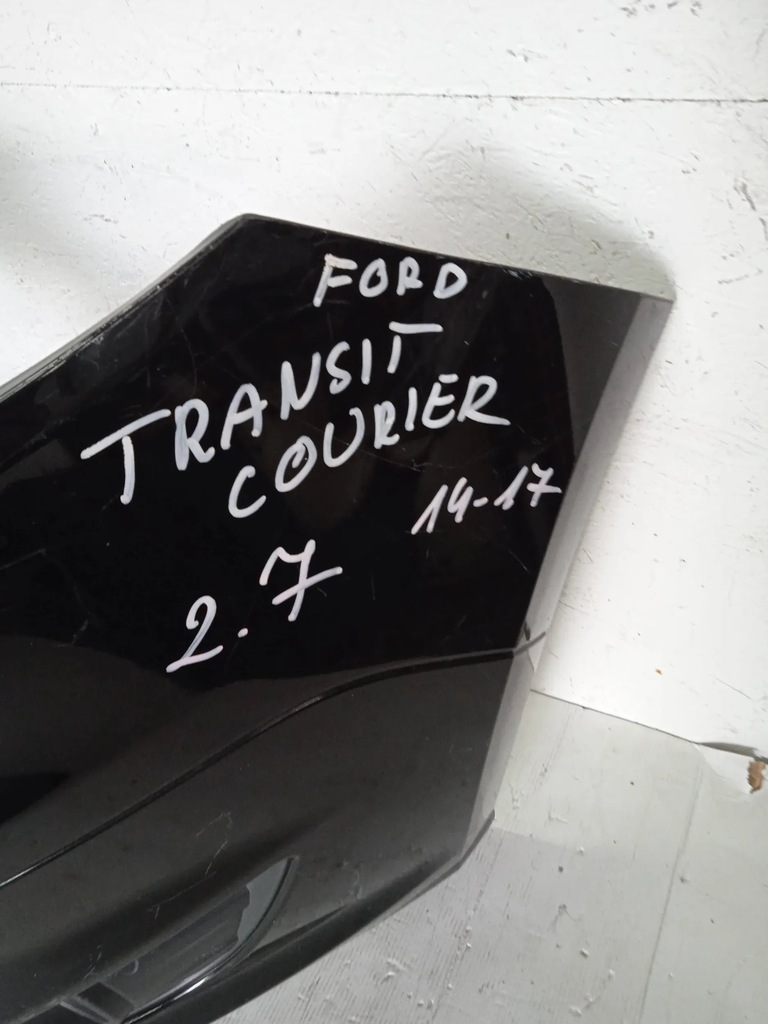 FORD
TRANSIT
COURIER
14-17
2.7